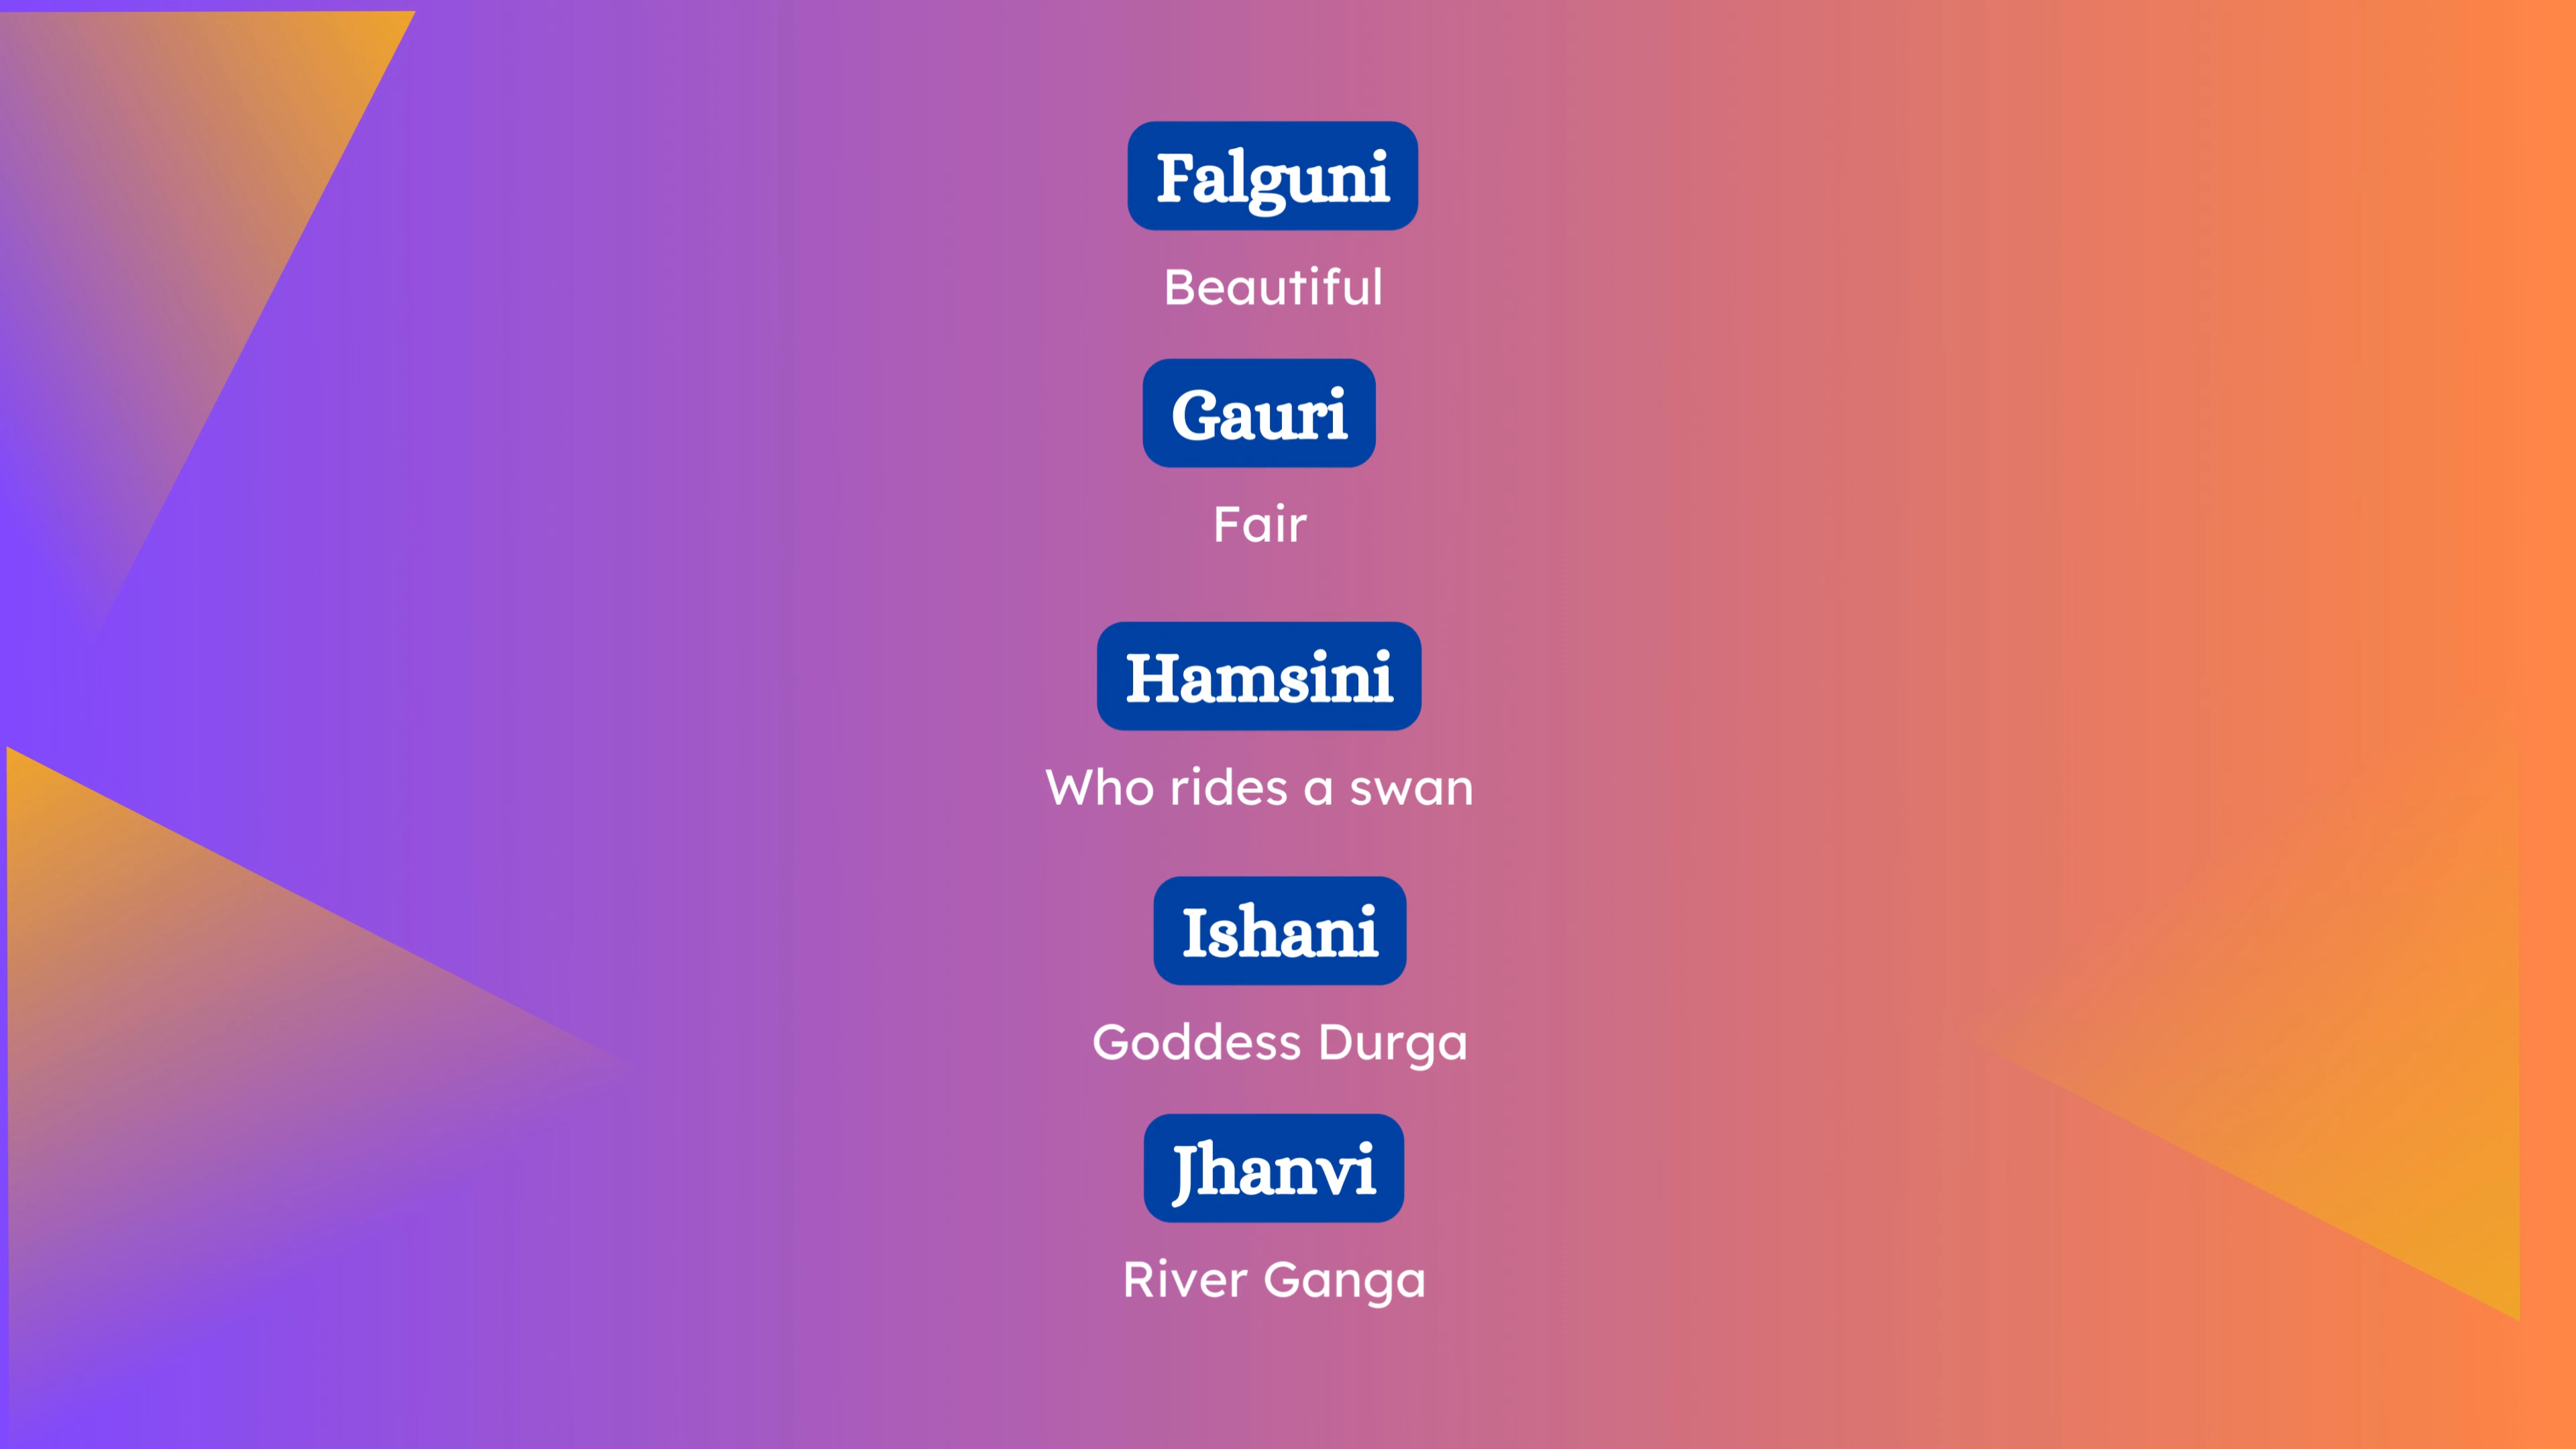 Falguni
Beautiful
Gauri
Fair
Hamsini
Who rides a swan
Ishani
Goddess Durga
Jhanvi
River Ganga